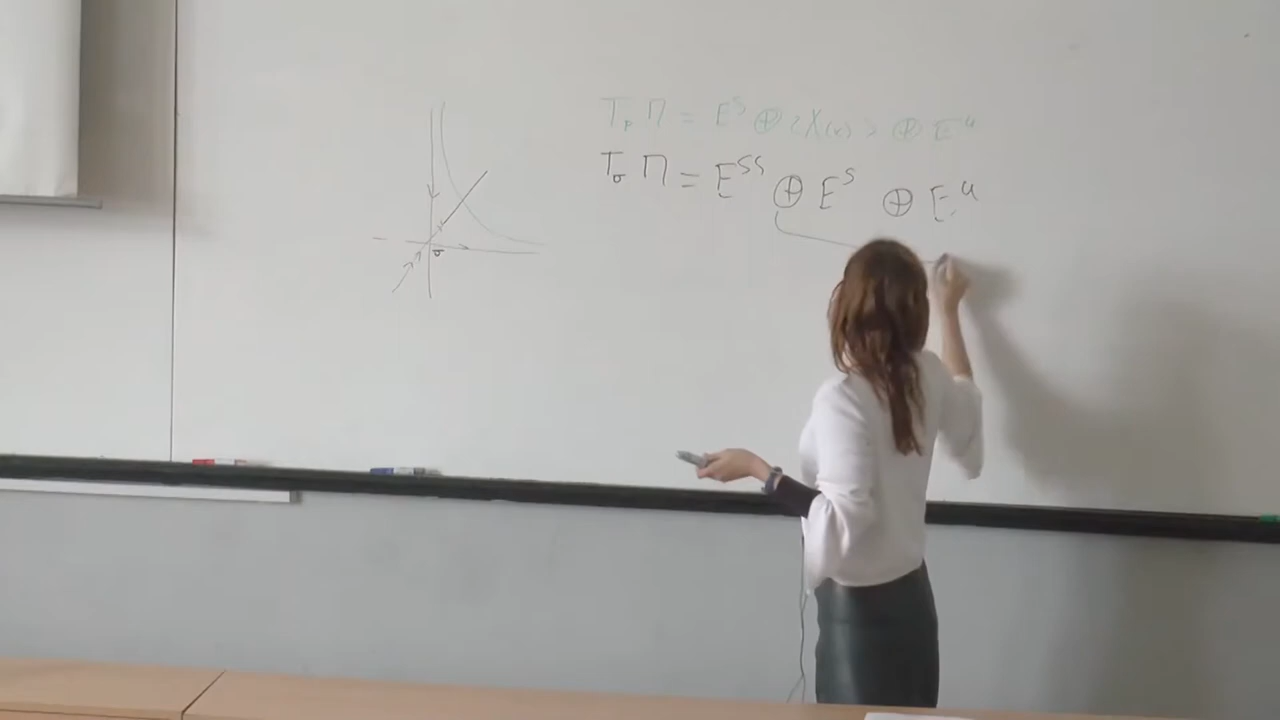 T_p M = E^s ⊕ <X(x)> ⊕ E^u
T_σ M = E^ss ⊕ E^s ⊕ E^u
σ